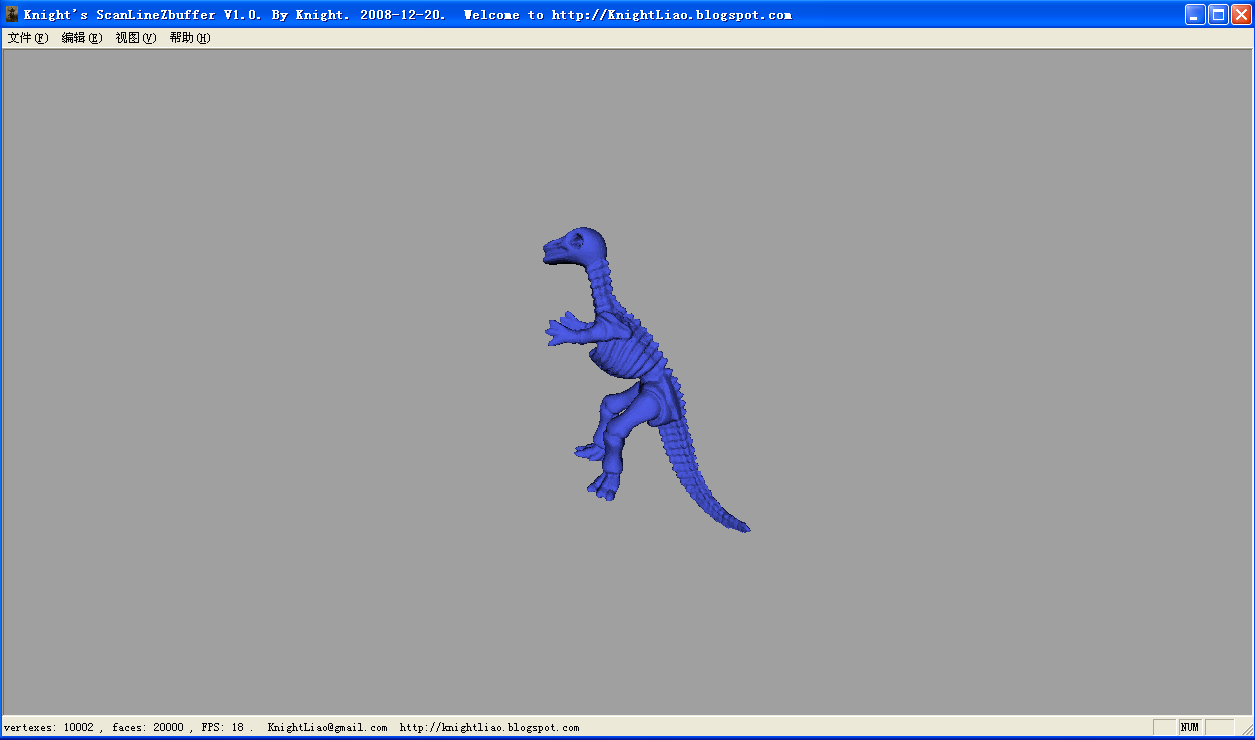 Knight's ScanLineZbuffer V1.0. By Knight. 2008-12-20.  Welcome to http://KnightLiao.blogspot.com
文件(F) 编辑(E) 视图(V) 帮助(H)
vertexes: 10002 , faces: 20000 , FPS: 18 .  KnightLiao@gmail.com  http://knightliao.blogspot.com NUM